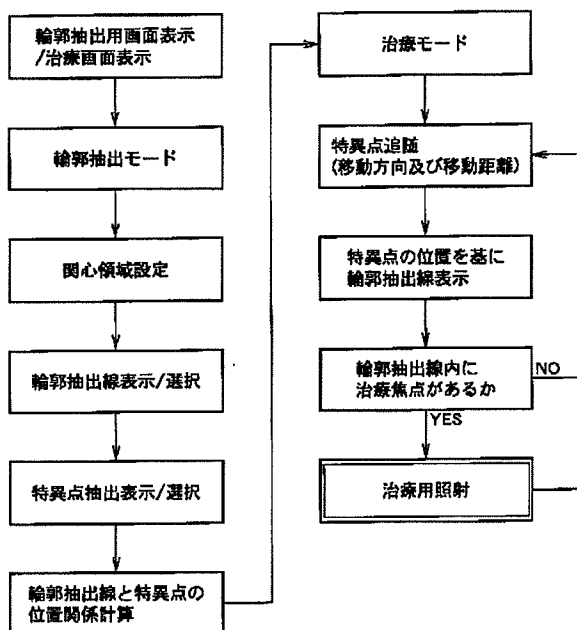 輪郭抽出用画面表示
/治療画面表示
輪郭抽出モード
関心領域設定
輪郭抽出線表示/選択
特異点抽出表示/選択
輪郭抽出線と特異点の
位置関係計算
治療モード
特異点追随
(移動方向及び移動距離)
特異点の位置を基に
輪郭抽出線表示
輪郭抽出線内に
治療焦点があるか
NO
YES
治療用照射